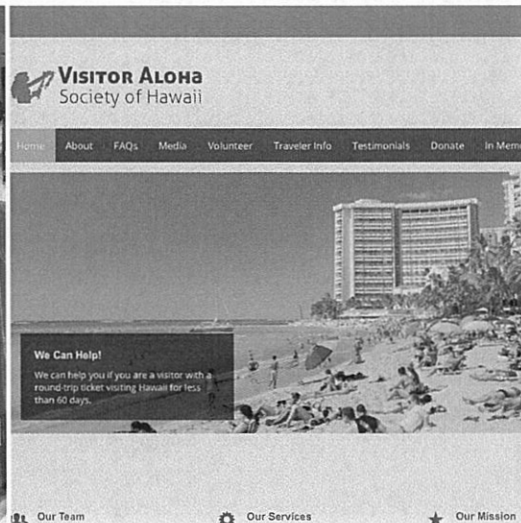 VISITOR ALOHA
Society of Hawaii
Home About FAQs Media Volunteer Traveler Info Testimonials Donate In Mem
We Can Help!
We can help you if you are a visitor with a
round-trip ticket visiting Hawaii for less
than 60 days.
Our Team Our Services Our Mission